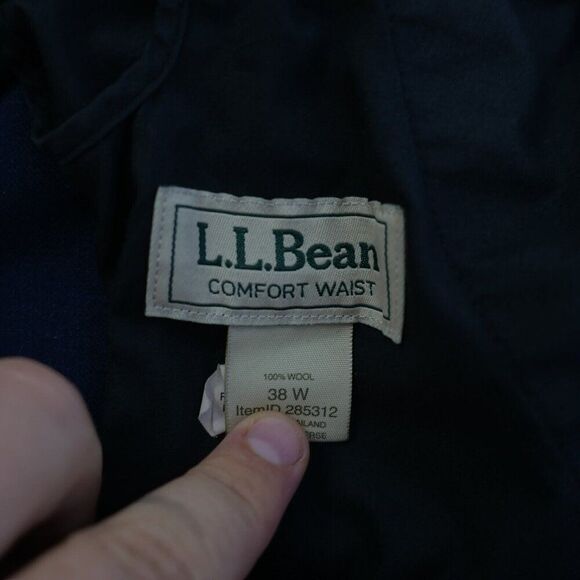 L.L.Bean
COMFORT WAIST
100% WOOL
38 W
ItemID 285312